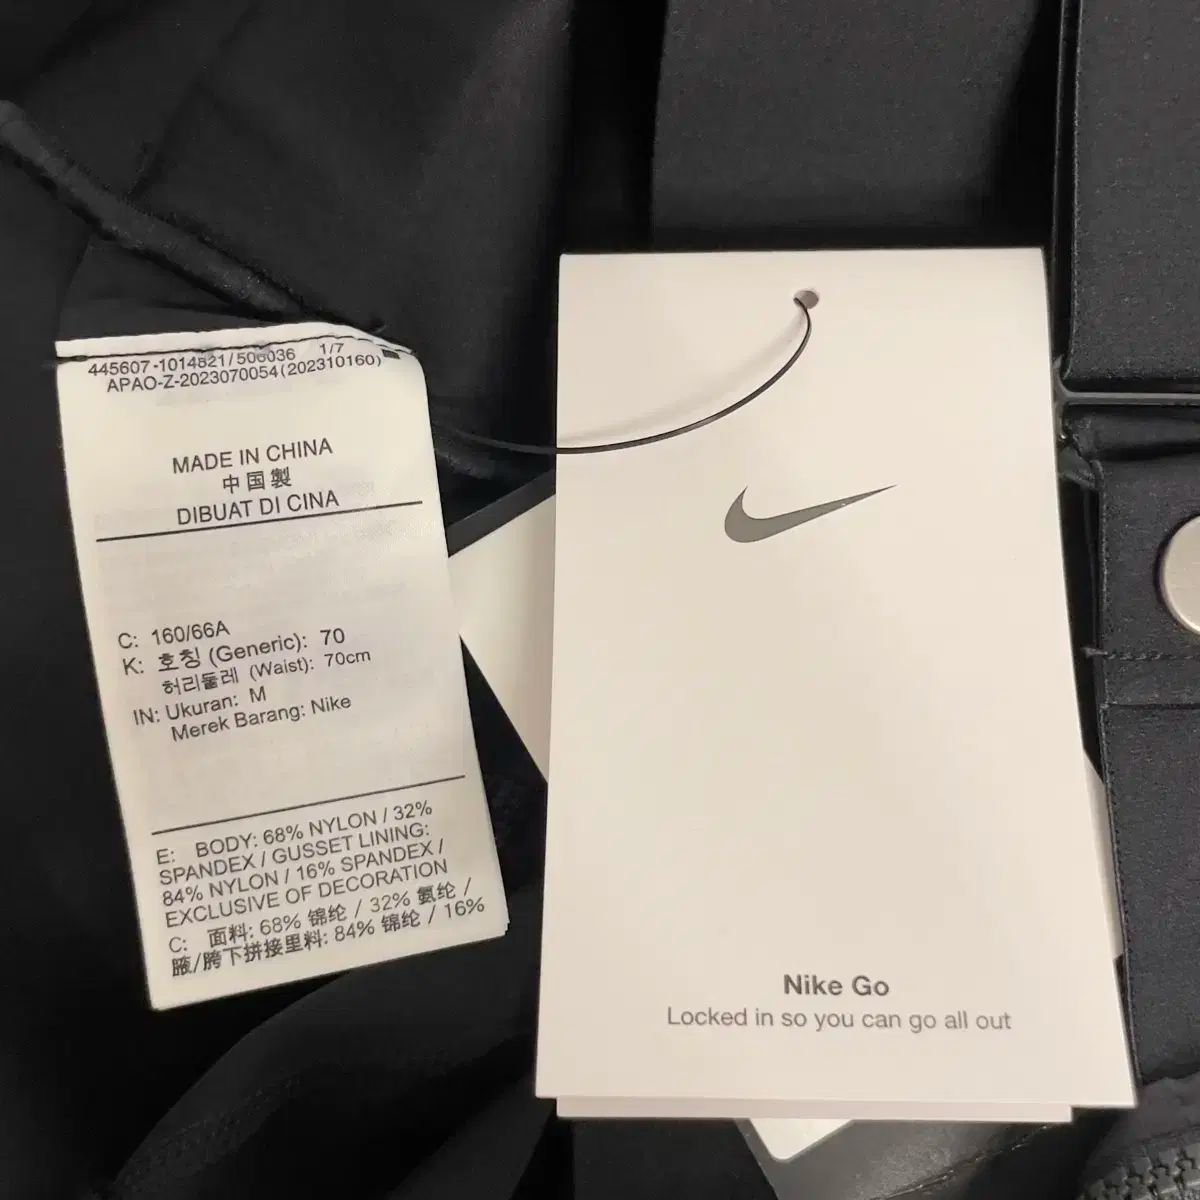 445607-1014821/506036 1/7
APAO-Z-2023070054(202310160)
MADE IN CHINA
中国製
DIBUAT DI CINA
C: 160/66A
K: 호칭 (Generic): 70
허리둘레 (Waist): 70cm
IN: Ukuran: M
Merek Barang: Nike
E: BODY: 68% NYLON / 32%
SPANDEX / GUSSET LINING:
84% NYLON / 16% SPANDEX /
EXCLUSIVE OF DECORATION
C: 面料: 68% 锦纶 / 32% 氨纶 /
腋/胯下拼接里料: 84% 锦纶 / 16%
Nike Go
Locked in so you can go all out